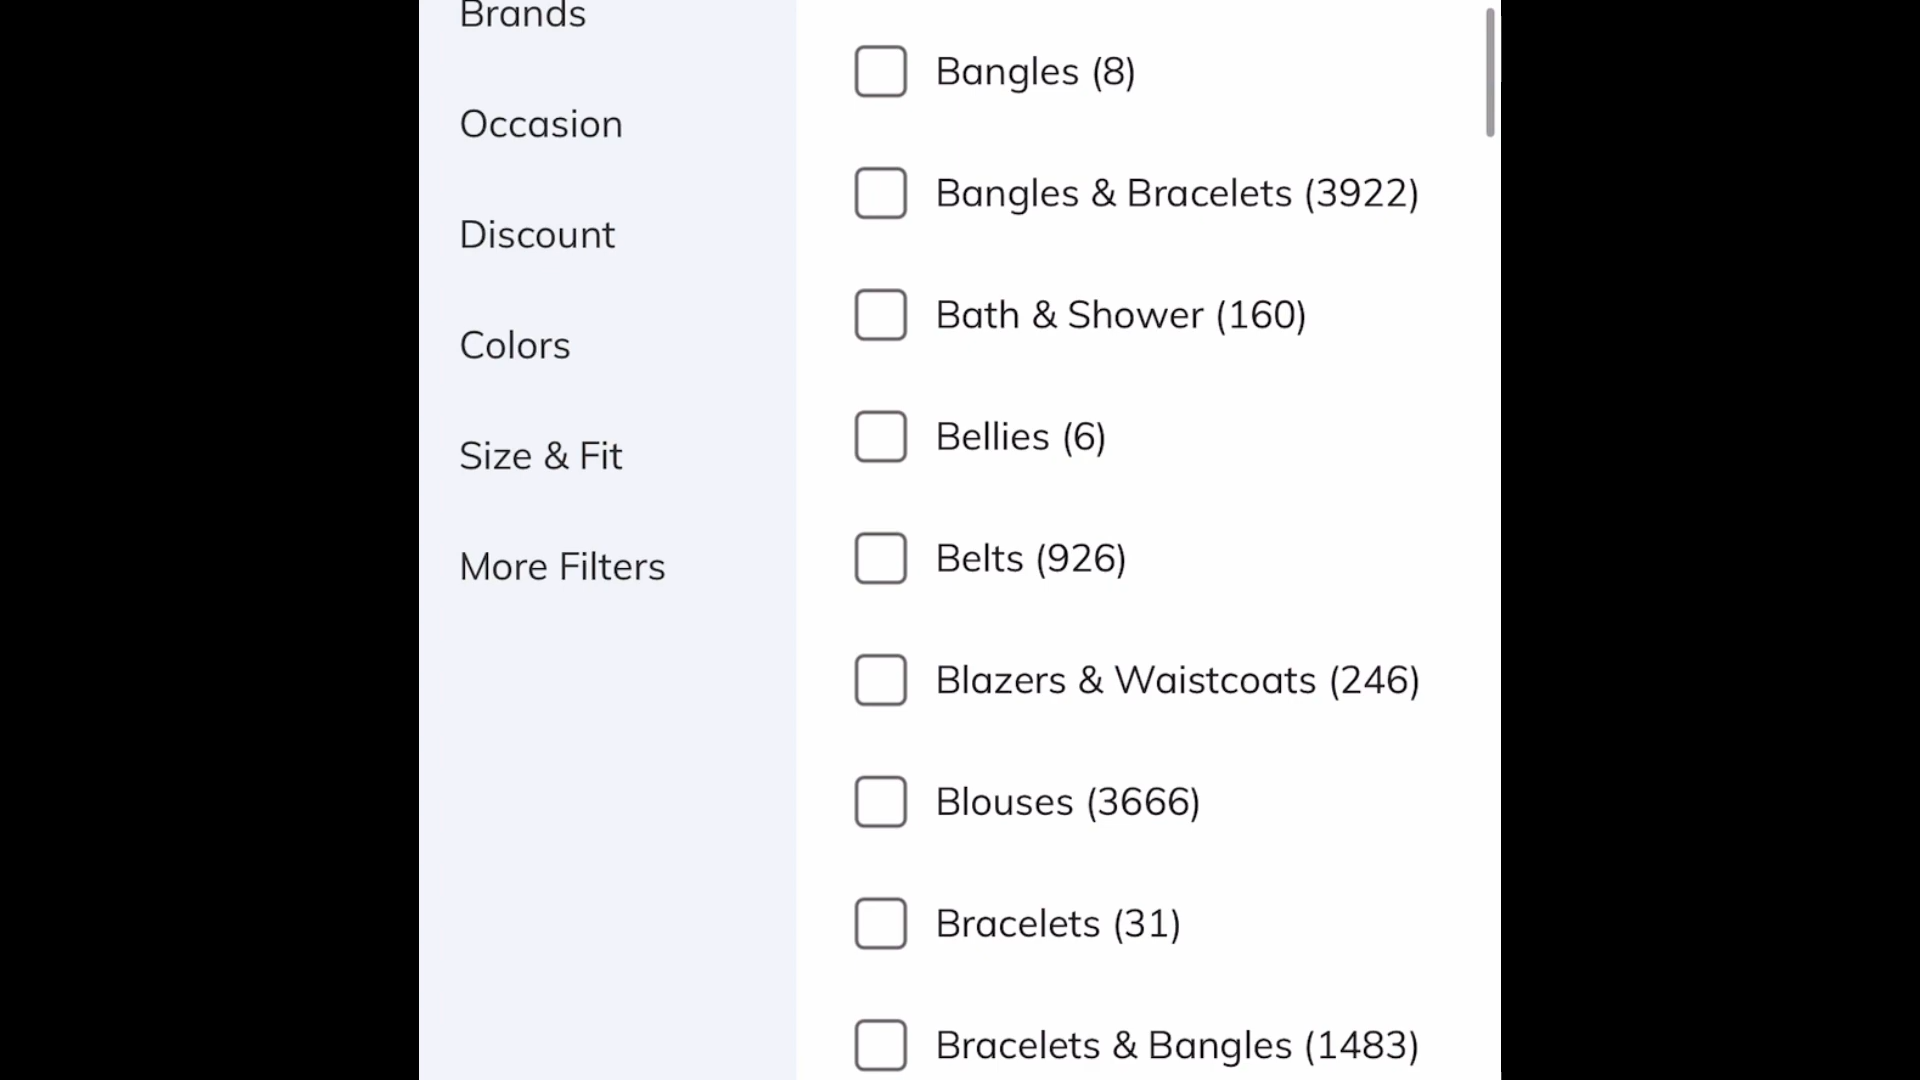 Brands
Occasion
Discount
Colors
Size & Fit
More Filters
Bangles (8)
Bangles & Bracelets (3922)
Bath & Shower (160)
Bellies (6)
Belts (926)
Blazers & Waistcoats (246)
Blouses (3666)
Bracelets (31)
Bracelets & Bangles (1483)